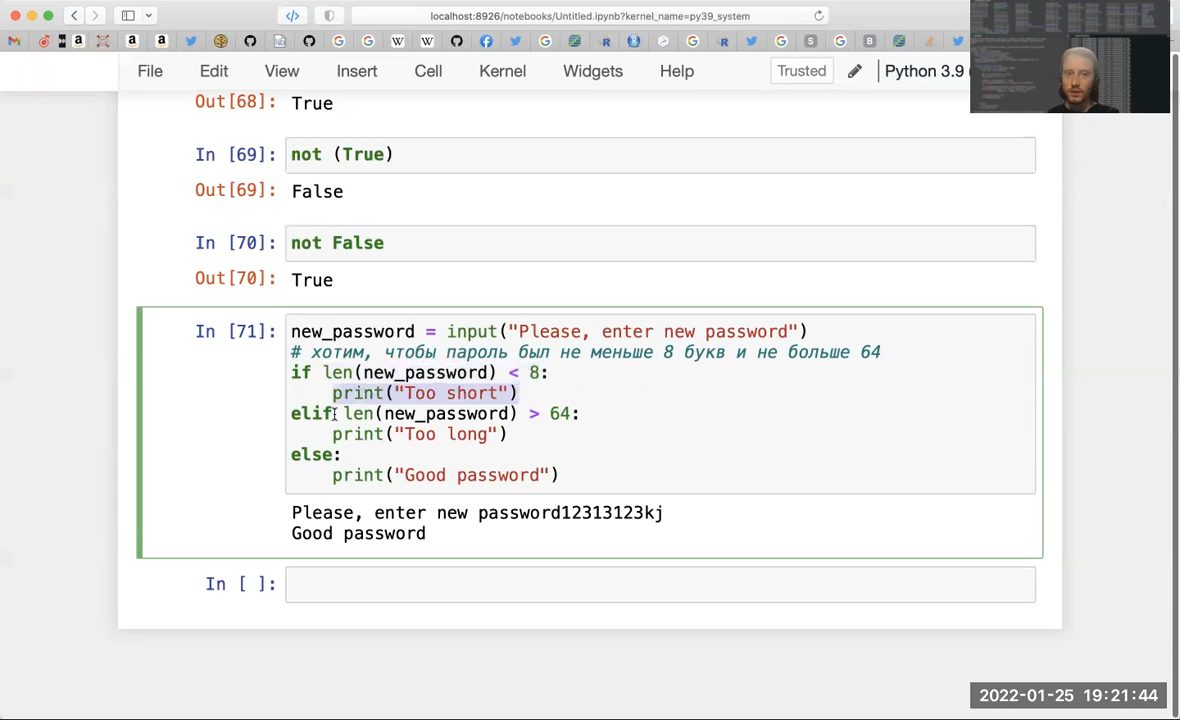 localhost:8926/notebooks/Untitled.ipynb?kernel_name=py39_system
File Edit View Insert Cell Kernel Widgets Help Trusted Python 3.9
Out[68]: True
In [69]: not (True)
Out[69]: False
In [70]: not False
Out[70]: True
In [71]: new_password = input("Please, enter new password")
# хотим, чтобы пароль был не меньше 8 букв и не больше 64
if len(new_password) < 8:
print("Too short")
elif len(new_password) > 64:
print("Too long")
else:
print("Good password")
Please, enter new password12313123kj
Good password
In [ ]:
2022-01-25 19:21:44